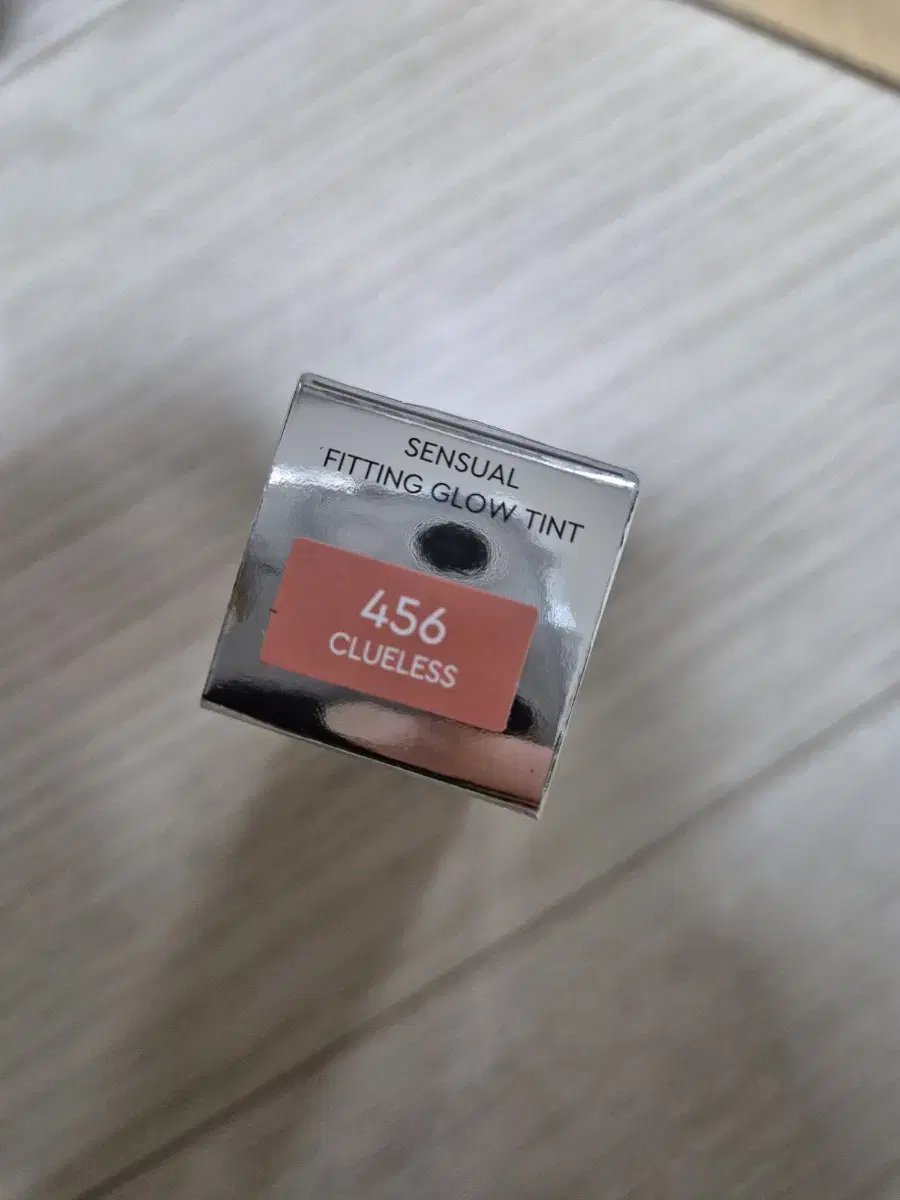 SENSUAL
FITTING GLOW TINT
456
CLUELESS